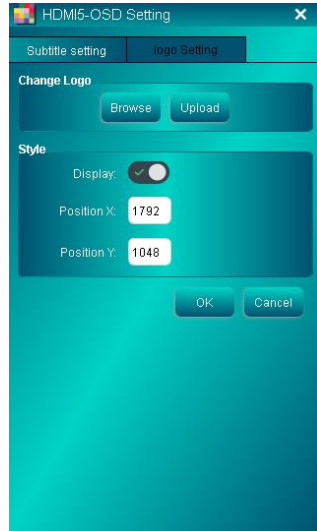 HDMI5-OSD Setting
Subtitle setting logo Setting
Change Logo
Browse Upload
Style
Display:
Position X: 1792
Position Y: 1048
OK Cancel